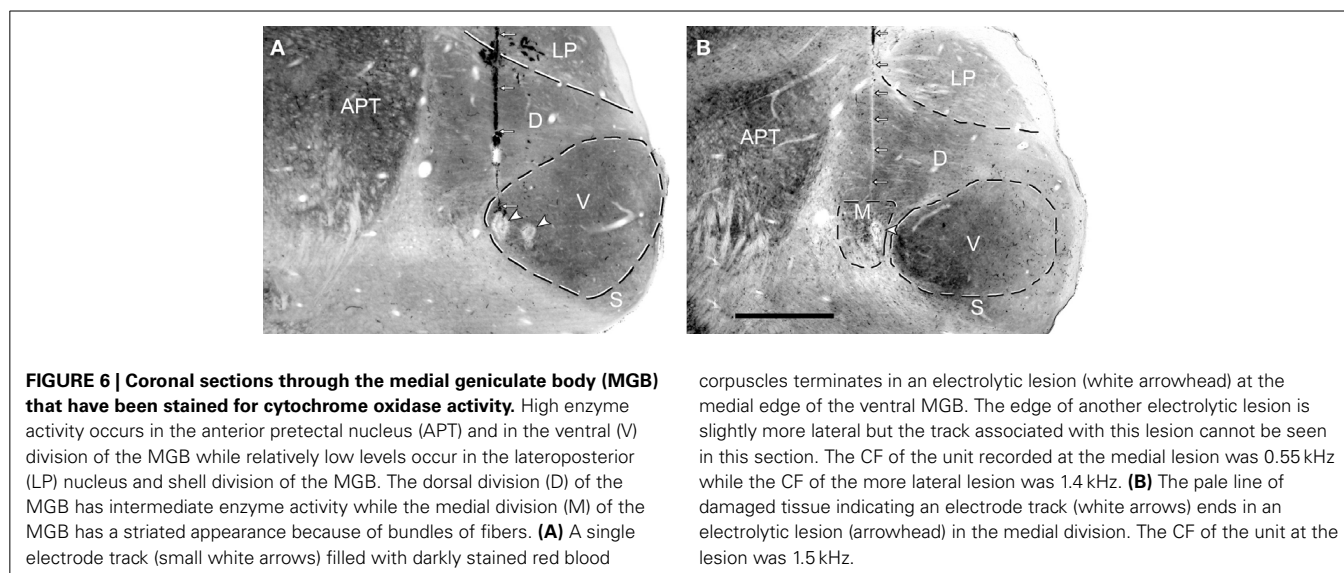 A
LP
APT
D
V
S
B
LP
APT
D
M
V
S
FIGURE 6 | Coronal sections through the medial geniculate body (MGB)
that have been stained for cytochrome oxidase activity. High enzyme
activity occurs in the anterior pretectal nucleus (APT) and in the ventral (V)
division of the MGB while relatively low levels occur in the lateroposterior
(LP) nucleus and shell division of the MGB. The dorsal division (D) of the
MGB has intermediate enzyme activity while the medial division (M) of the
MGB has a striated appearance because of bundles of fibers. (A) A single
electrode track (small white arrows) filled with darkly stained red blood
corpuscles terminates in an electrolytic lesion (white arrowhead) at the
medial edge of the ventral MGB. The edge of another electrolytic lesion is
slightly more lateral but the track associated with this lesion cannot be seen
in this section. The CF of the unit recorded at the medial lesion was 0.55 kHz
while the CF of the more lateral lesion was 1.4 kHz. (B) The pale line of
damaged tissue indicating an electrode track (white arrows) ends in an
electrolytic lesion (arrowhead) in the medial division. The CF of the unit at the
lesion was 1.5 kHz.